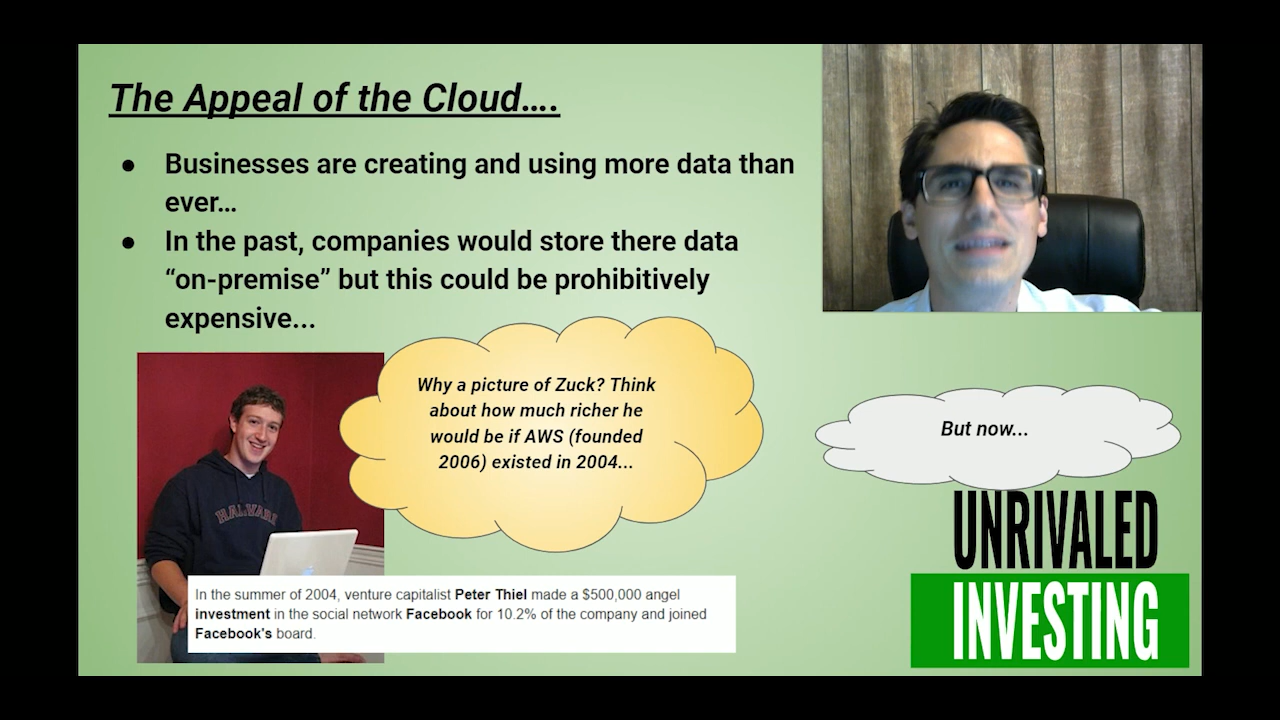 The Appeal of the Cloud....
● Businesses are creating and using more data than
ever...
● In the past, companies would store there data
“on-premise” but this could be prohibitively
expensive...
Why a picture of Zuck? Think
about how much richer he
would be if AWS (founded
2006) existed in 2004...
But now...
HARVARD
In the summer of 2004, venture capitalist Peter Thiel made a $500,000 angel
investment in the social network Facebook for 10.2% of the company and joined
Facebook's board.
UNRIVALED
INVESTING